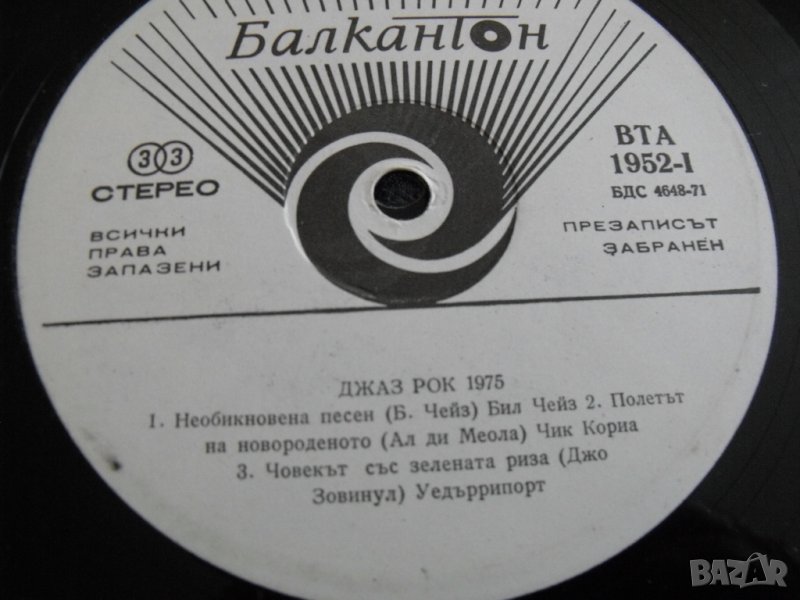 Балкантон
33
СТЕРЕО
ВТА
1952-I
БДС 4648-71
ВСИЧКИ
ПРАВА
ЗАПАЗЕНИ
ПРЕЗАПИСЪТ
ЗАБРАНЕН
ДЖАЗ РОК 1975
1. Необикновена песен (Б. Чейз) Бил Чейз 2. Полетът
на новороденото (Ал ди Меола) Чик Кориа
3. Човекът със зелената риза (Джо
Зовинул) Уедъррипорт
BAZAR